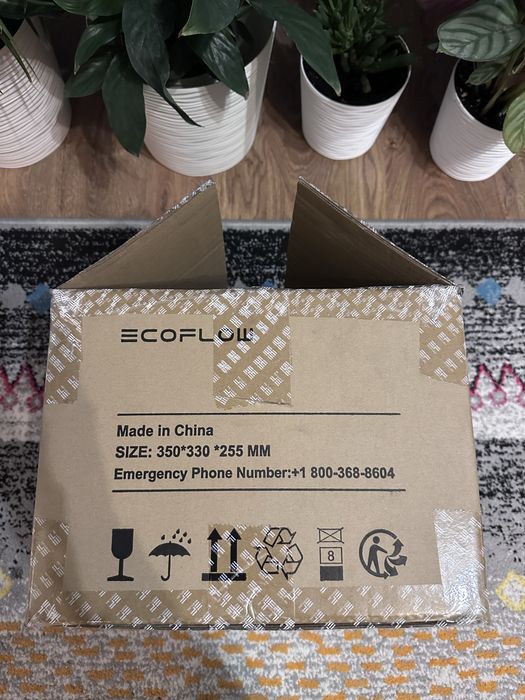 ECOFLOW
Made in China
SIZE: 350*330 *255 MM
Emergency Phone Number:+1 800-368-8604
8